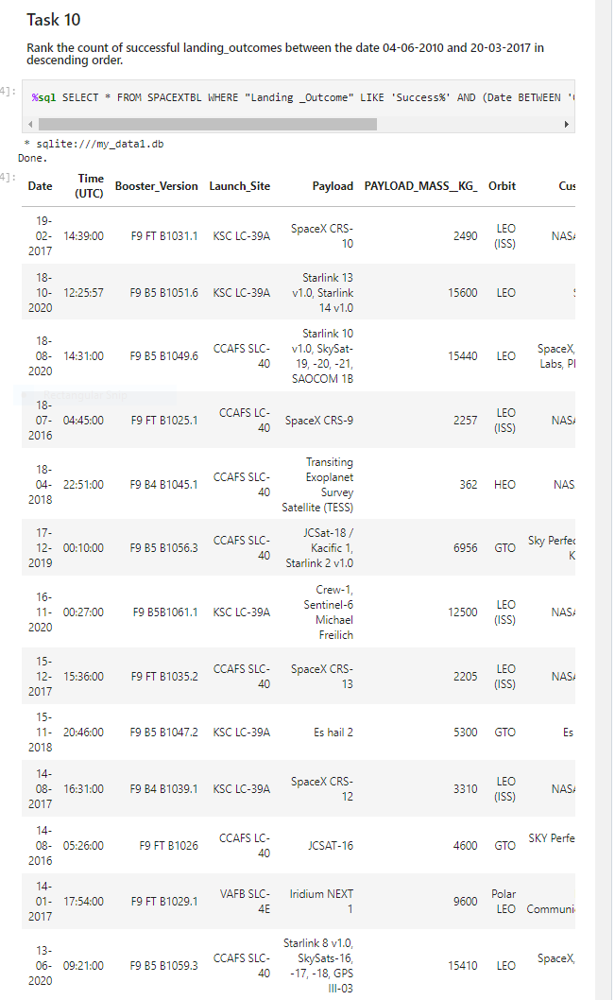 Task 10
Rank the count of successful landing_outcomes between the date 04-06-2010 and 20-03-2017 in
descending order.
4]:
%sql SELECT * FROM SPACEXTBL WHERE "Landing _Outcome" LIKE 'Success%' AND (Date BETWEEN '
* sqlite:///my_data1.db
Done.
4]:
Date Time (UTC) Booster_Version Launch_Site Payload PAYLOAD_MASS__KG_ Orbit Cus
19-02-2017 14:39:00 F9 FT B1031.1 KSC LC-39A SpaceX CRS-10 2490 LEO (ISS) NASA
18-10-2020 12:25:57 F9 B5 B1051.6 KSC LC-39A Starlink 13 v1.0, Starlink 14 v1.0 15600 LEO
18-08-2020 14:31:00 F9 B5 B1049.6 CCAFS SLC-40 Starlink 10 v1.0, SkySat-19, -20, -21, SAOCOM 1B 15440 LEO SpaceX, Labs, Pl
Rectangular Snip
18-07-2016 04:45:00 F9 FT B1025.1 CCAFS LC-40 SpaceX CRS-9 2257 LEO (ISS) NASA
18-04-2018 22:51:00 F9 B4 B1045.1 CCAFS SLC-40 Transiting Exoplanet Survey Satellite (TESS) 362 HEO NAS
17-12-2019 00:10:00 F9 B5 B1056.3 CCAFS SLC-40 JCSat-18 / Kacific 1, Starlink 2 v1.0 6956 GTO Sky Perfec K
16-11-2020 00:27:00 F9 B5B1061.1 KSC LC-39A Crew-1, Sentinel-6 Michael Freilich 12500 LEO (ISS) NASA
15-12-2017 15:36:00 F9 FT B1035.2 CCAFS SLC-40 SpaceX CRS-13 2205 LEO (ISS) NASA
15-11-2018 20:46:00 F9 B5 B1047.2 KSC LC-39A Es hail 2 5300 GTO Es
14-08-2017 16:31:00 F9 B4 B1039.1 KSC LC-39A SpaceX CRS-12 3310 LEO (ISS) NASA
14-08-2016 05:26:00 F9 FT B1026 CCAFS LC-40 JCSAT-16 4600 GTO SKY Perfe
14-01-2017 17:54:00 F9 FT B1029.1 VAFB SLC-4E Iridium NEXT 1 9600 Polar LEO Communi
13-06-2020 09:21:00 F9 B5 B1059.3 CCAFS SLC-40 Starlink 8 v1.0, SkySats-16, -17, -18, GPS III-03 15410 LEO SpaceX,